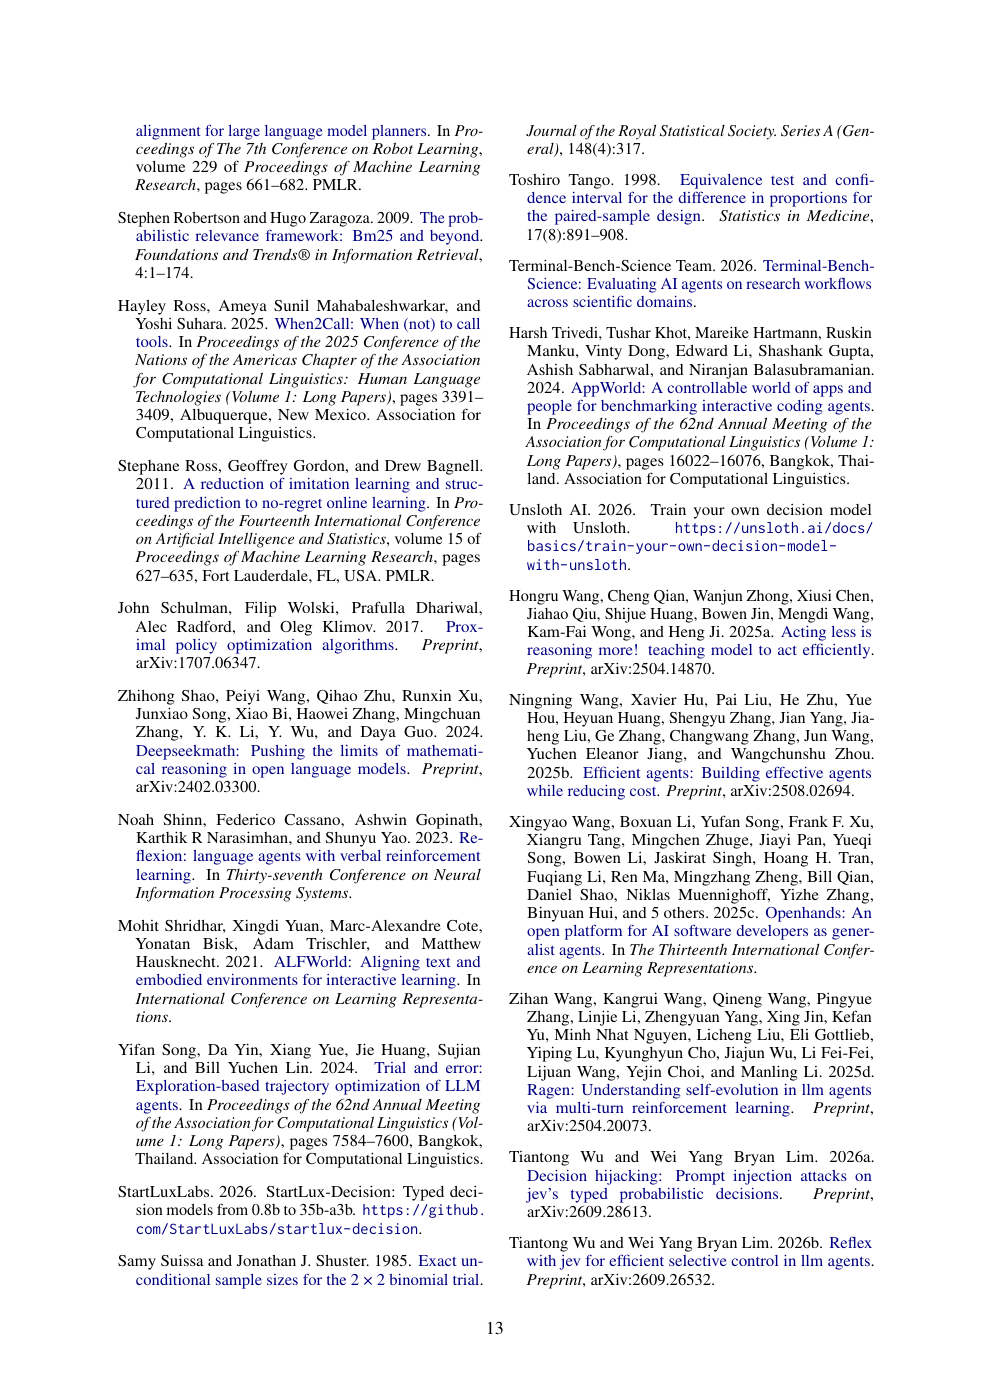 alignment for large language model planners. In Pro-
ceedings of The 7th Conference on Robot Learning,
volume 229 of Proceedings of Machine Learning
Research, pages 661–682. PMLR.
Stephen Robertson and Hugo Zaragoza. 2009. The prob-
abilistic relevance framework: Bm25 and beyond.
Foundations and Trends® in Information Retrieval,
4:1–174.
Hayley Ross, Ameya Sunil Mahabaleshwarkar, and
Yoshi Suhara. 2025. When2Call: When (not) to call
tools. In Proceedings of the 2025 Conference of the
Nations of the Americas Chapter of the Association
for Computational Linguistics: Human Language
Technologies (Volume 1: Long Papers), pages 3391–
3409, Albuquerque, New Mexico. Association for
Computational Linguistics.
Stephane Ross, Geoffrey Gordon, and Drew Bagnell.
2011. A reduction of imitation learning and struc-
tured prediction to no-regret online learning. In Pro-
ceedings of the Fourteenth International Conference
on Artificial Intelligence and Statistics, volume 15 of
Proceedings of Machine Learning Research, pages
627–635, Fort Lauderdale, FL, USA. PMLR.
John Schulman, Filip Wolski, Prafulla Dhariwal,
Alec Radford, and Oleg Klimov. 2017. Prox-
imal policy optimization algorithms. Preprint,
arXiv:1707.06347.
Zhihong Shao, Peiyi Wang, Qihao Zhu, Runxin Xu,
Junxiao Song, Xiao Bi, Haowei Zhang, Mingchuan
Zhang, Y. K. Li, Y. Wu, and Daya Guo. 2024.
Deepseekmath: Pushing the limits of mathemati-
cal reasoning in open language models. Preprint,
arXiv:2402.03300.
Noah Shinn, Federico Cassano, Ashwin Gopinath,
Karthik R Narasimhan, and Shunyu Yao. 2023. Re-
flexion: language agents with verbal reinforcement
learning. In Thirty-seventh Conference on Neural
Information Processing Systems.
Mohit Shridhar, Xingdi Yuan, Marc-Alexandre Cote,
Yonatan Bisk, Adam Trischler, and Matthew
Hausknecht. 2021. ALFWorld: Aligning text and
embodied environments for interactive learning. In
International Conference on Learning Representa-
tions.
Yifan Song, Da Yin, Xiang Yue, Jie Huang, Sujian
Li, and Bill Yuchen Lin. 2024. Trial and error:
Exploration-based trajectory optimization of LLM
agents. In Proceedings of the 62nd Annual Meeting
of the Association for Computational Linguistics (Vol-
ume 1: Long Papers), pages 7584–7600, Bangkok,
Thailand. Association for Computational Linguistics.
StartLuxLabs. 2026. StartLux-Decision: Typed deci-
sion models from 0.8b to 35b-a3b. https://github.
com/StartLuxLabs/startlux-decision.
Samy Suissa and Jonathan J. Shuster. 1985. Exact un-
conditional sample sizes for the 2 × 2 binomial trial.
Journal of the Royal Statistical Society. Series A (Gen-
eral), 148(4):317.
Toshiro Tango. 1998. Equivalence test and confi-
dence interval for the difference in proportions for
the paired-sample design. Statistics in Medicine,
17(8):891–908.
Terminal-Bench-Science Team. 2026. Terminal-Bench-
Science: Evaluating AI agents on research workflows
across scientific domains.
Harsh Trivedi, Tushar Khot, Mareike Hartmann, Ruskin
Manku, Vinty Dong, Edward Li, Shashank Gupta,
Ashish Sabharwal, and Niranjan Balasubramanian.
2024. AppWorld: A controllable world of apps and
people for benchmarking interactive coding agents.
In Proceedings of the 62nd Annual Meeting of the
Association for Computational Linguistics (Volume 1:
Long Papers), pages 16022–16076, Bangkok, Thai-
land. Association for Computational Linguistics.
Unsloth AI. 2026. Train your own decision model
with Unsloth. https://unsloth.ai/docs/
basics/train-your-own-decision-model-
with-unsloth.
Hongru Wang, Cheng Qian, Wanjun Zhong, Xiusi Chen,
Jiahao Qiu, Shijue Huang, Bowen Jin, Mengdi Wang,
Kam-Fai Wong, and Heng Ji. 2025a. Acting less is
reasoning more! teaching model to act efficiently.
Preprint, arXiv:2504.14870.
Ningning Wang, Xavier Hu, Pai Liu, He Zhu, Yue
Hou, Heyuan Huang, Shengyu Zhang, Jian Yang, Jia-
heng Liu, Ge Zhang, Changwang Zhang, Jun Wang,
Yuchen Eleanor Jiang, and Wangchunshu Zhou.
2025b. Efficient agents: Building effective agents
while reducing cost. Preprint, arXiv:2508.02694.
Xingyao Wang, Boxuan Li, Yufan Song, Frank F. Xu,
Xiangru Tang, Mingchen Zhuge, Jiayi Pan, Yueqi
Song, Bowen Li, Jaskirat Singh, Hoang H. Tran,
Fuqiang Li, Ren Ma, Mingzhang Zheng, Bill Qian,
Daniel Shao, Niklas Muennighoff, Yizhe Zhang,
Binyuan Hui, and 5 others. 2025c. Openhands: An
open platform for AI software developers as gener-
alist agents. In The Thirteenth International Confer-
ence on Learning Representations.
Zihan Wang, Kangrui Wang, Qineng Wang, Pingyue
Zhang, Linjie Li, Zhengyuan Yang, Xing Jin, Kefan
Yu, Minh Nhat Nguyen, Licheng Liu, Eli Gottlieb,
Yiping Lu, Kyunghyun Cho, Jiajun Wu, Li Fei-Fei,
Lijuan Wang, Yejin Choi, and Manling Li. 2025d.
Ragen: Understanding self-evolution in llm agents
via multi-turn reinforcement learning. Preprint,
arXiv:2504.20073.
Tiantong Wu and Wei Yang Bryan Lim. 2026a.
Decision hijacking: Prompt injection attacks on
jev's typed probabilistic decisions. Preprint,
arXiv:2609.28613.
Tiantong Wu and Wei Yang Bryan Lim. 2026b. Reflex
with jev for efficient selective control in llm agents.
Preprint, arXiv:2609.26532.
13